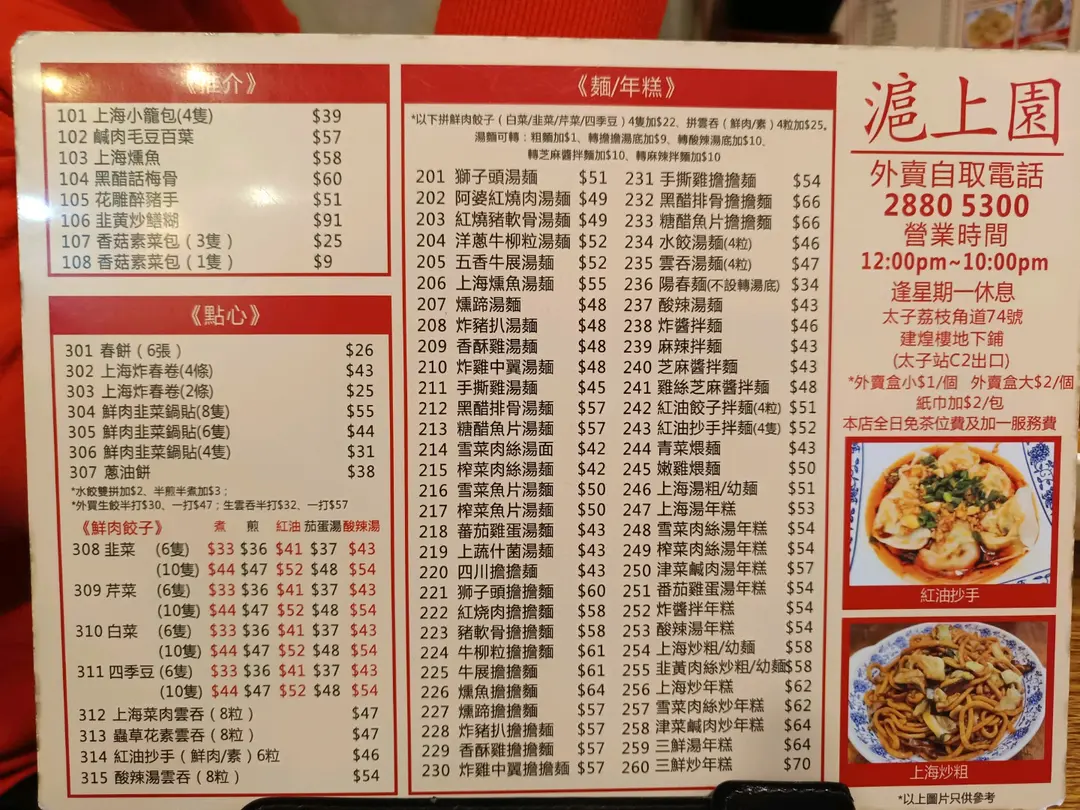 《推介》
101 上海小籠包(4隻) $39
102 鹹肉毛豆百葉 $57
103 上海燻魚 $58
104 黑醋話梅骨 $60
105 花雕醉豬手 $51
106 韭黄炒鱔糊 $91
107 香菇素菜包（3隻） $25
108 香菇素菜包（1隻） $9
《點心》
301 春餅（6張） $26
302 上海炸春卷(4條) $43
303 上海炸春卷(2條) $25
304 鮮肉韭菜鍋貼(8隻) $55
305 鮮肉韭菜鍋貼(6隻) $44
306 鮮肉韭菜鍋貼(4隻) $31
307 蔥油餅 $38
*水餃雙拼加$2、半煎半煮加$3；
*外買生餃半打$30、一打$47；生雲吞半打$32、一打$57
《鮮肉餃子》 煮 煎 紅油 茄蛋湯 酸辣湯
308 韭菜 (6隻) $33 $36 $41 $37 $43
(10隻) $44 $47 $52 $48 $54
309 芹菜 (6隻) $33 $36 $41 $37 $43
(10隻) $44 $47 $52 $48 $54
310 白菜 (6隻) $33 $36 $41 $37 $43
(10隻) $44 $47 $52 $48 $54
311 四季豆 (6隻) $33 $36 $41 $37 $43
(10隻) $44 $47 $52 $48 $54
312 上海菜肉雲吞（8粒） $47
313 蟲草花素雲吞（8粒） $47
314 紅油抄手（鮮肉/素）6粒 $46
315 酸辣湯雲吞（8粒） $54
《麵/年糕》
*以下拼鮮肉餃子（白菜/韭菜/芹菜/四季豆）4隻加$22、拼雲吞（鮮肉/素）4粒加$25。
湯麵可轉：粗麵加$1、轉擔擔湯底加$9、轉酸辣湯底加$10、
轉芝麻醬拌麵加$10、轉麻辣拌麵加$10
201 獅子頭湯麵 $51
202 阿婆紅燒肉湯麵 $49
203 紅燒豬軟骨湯麵 $49
204 洋蔥牛柳粒湯麵 $52
205 五香牛展湯麵 $52
206 上海燻魚湯麵 $55
207 燻蹄湯麵 $48
208 炸豬扒湯麵 $48
209 香酥雞湯麵 $48
210 炸雞中翼湯麵 $48
211 手撕雞湯麵 $45
212 黑醋排骨湯麵 $57
213 糖醋魚片湯麵 $57
214 雪菜肉絲湯面 $42
215 榨菜肉絲湯麵 $42
216 雪菜魚片湯麵 $50
217 榨菜魚片湯麵 $50
218 蕃茄雞蛋湯麵 $43
219 上蔬什菌湯麵 $43
220 四川擔擔麵 $43
221 獅子頭擔擔麵 $60
222 紅燒肉擔擔麵 $58
223 豬軟骨擔擔麵 $58
224 牛柳粒擔擔麵 $61
225 牛展擔擔麵 $61
226 燻魚擔擔麵 $64
227 燻蹄擔擔麵 $57
228 炸豬扒擔擔麵 $57
229 香酥雞擔擔麵 $57
230 炸雞中翼擔擔麵 $57
231 手撕雞擔擔麵 $54
232 黑醋排骨擔擔麵 $66
233 糖醋魚片擔擔麵 $66
234 水餃湯麵(4粒) $46
235 雲吞湯麵(4粒) $47
236 陽春麵(不設轉湯底) $34
237 酸辣湯麵 $43
238 炸醬拌麵 $46
239 麻辣拌麵 $43
240 芝麻醬拌麵 $43
241 雞絲芝麻醬拌麵 $48
242 紅油餃子拌麵(4粒) $51
243 紅油抄手拌麵(4隻) $52
244 青菜煨麵 $43
245 嫩雞煨麵 $50
246 上海湯粗/幼麵 $51
247 上海湯年糕 $53
248 雪菜肉絲湯年糕 $54
249 榨菜肉絲湯年糕 $54
250 津菜鹹肉湯年糕 $57
251 番茄雞蛋湯年糕 $54
252 炸醬拌年糕 $54
253 酸辣湯年糕 $54
254 上海炒粗/幼麵 $58
255 韭黃肉絲炒粗/幼麵 $58
256 上海炒年糕 $62
257 雪菜肉絲炒年糕 $62
258 津菜鹹肉炒年糕 $64
259 三鮮湯年糕 $64
260 三鮮炒年糕 $70
滬上園
外賣自取電話
2880 5300
營業時間
12:00pm~10:00pm
逢星期一休息
太子荔枝角道74號
建煌樓地下鋪
(太子站C2出口)
*外賣盒小$1/個 外賣盒大$2/個
紙巾加$2/包
本店全日免茶位費及加一服務費
紅油抄手
上海炒粗
*以上圖片只供參考